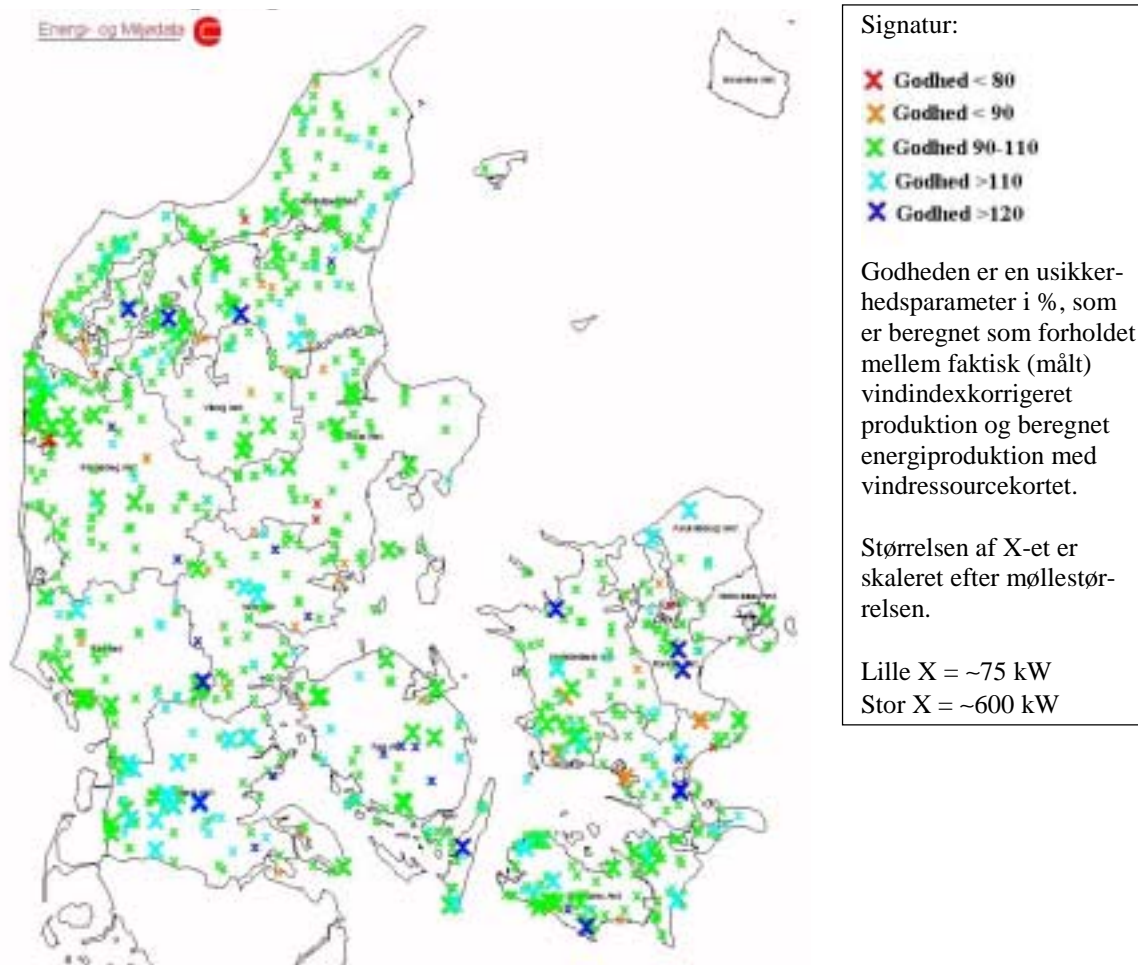 Energi- og Miljødata
Signatur:
Godhed < 80
Godhed < 90
Godhed 90-110
Godhed >110
Godhed >120
Godheden er en usikker-
hedsparameter i %, som
er beregnet som forholdet
mellem faktisk (målt)
vindindexkorrigeret
produktion og beregnet
energiproduktion med
vindressourcekortet.
Størrelsen af X-et er
skaleret efter møllestør-
relsen.
Lille X = ~75 kW
Stor X = ~600 kW